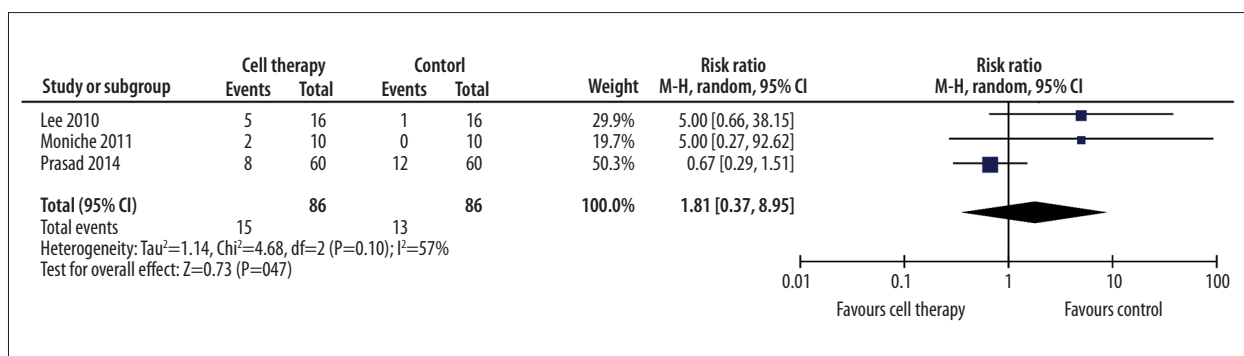 Cell therapy Contorl Risk ratio Risk ratio
Study or subgroup Events Total Events Total Weight M-H, random, 95% CI M-H, random, 95% CI
Lee 2010 5 16 1 16 29.9% 5.00 [0.66, 38.15]
Moniche 2011 2 10 0 10 19.7% 5.00 [0.27, 92.62]
Prasad 2014 8 60 12 60 50.3% 0.67 [0.29, 1.51]
Total (95% CI) 86 86 100.0% 1.81 [0.37, 8.95]
Total events 15 13
Heterogeneity: Tau²=1.14, Chi²=4.68, df=2 (P=0.10); I²=57%
Test for overall effect: Z=0.73 (P=047)
0.01 0.1 1 10 100
Favours cell therapy Favours control